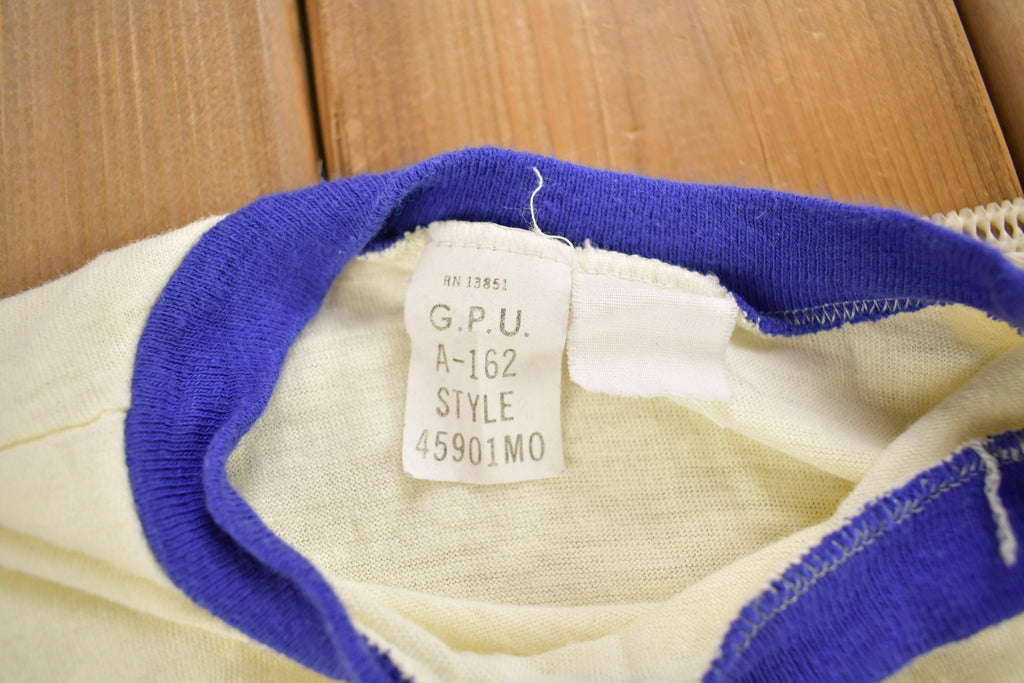 RN 13851
G.P.U.
A-162
STYLE
45901MO